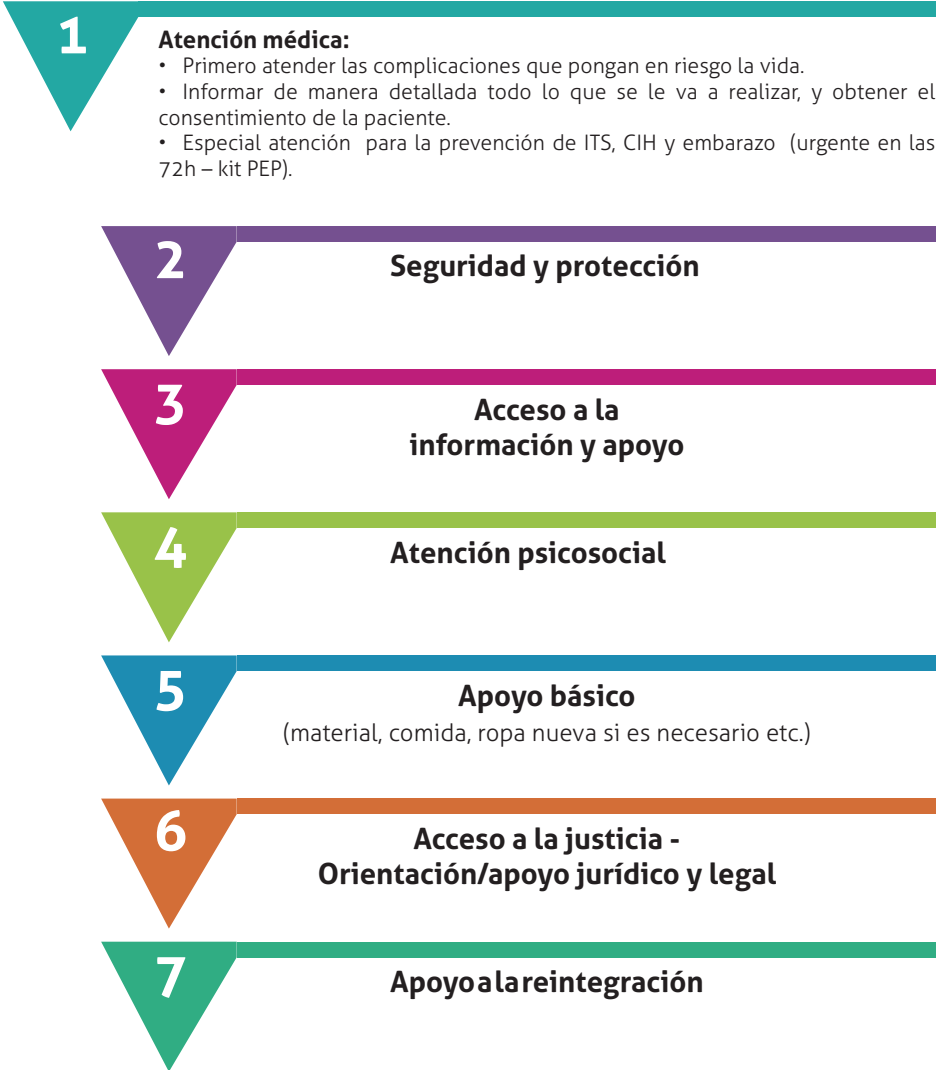 1
Atención médica:
• Primero atender las complicaciones que pongan en riesgo la vida.
• Informar de manera detallada todo lo que se le va a realizar, y obtener el
consentimiento de la paciente.
• Especial atención para la prevención de ITS, CIH y embarazo (urgente en las
72h – kit PEP).
2
Seguridad y protección
3
Acceso a la
información y apoyo
4
Atención psicosocial
5
Apoyo básico
(material, comida, ropa nueva si es necesario etc.)
6
Acceso a la justicia -
Orientación/apoyo jurídico y legal
7
Apoyoalareintegración